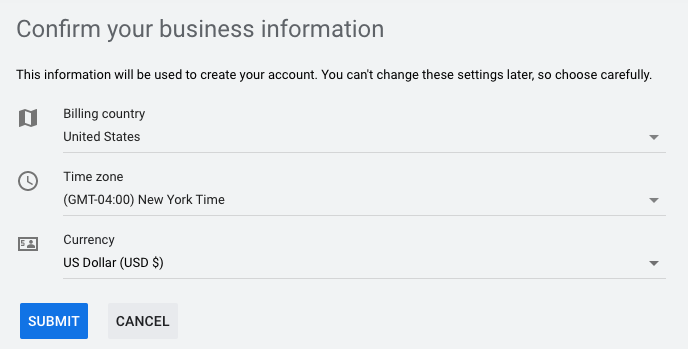 Confirm your business information
This information will be used to create your account. You can't change these settings later, so choose carefully.
Billing country
United States
Time zone
(GMT-04:00) New York Time
Currency
US Dollar (USD $)
SUBMIT CANCEL